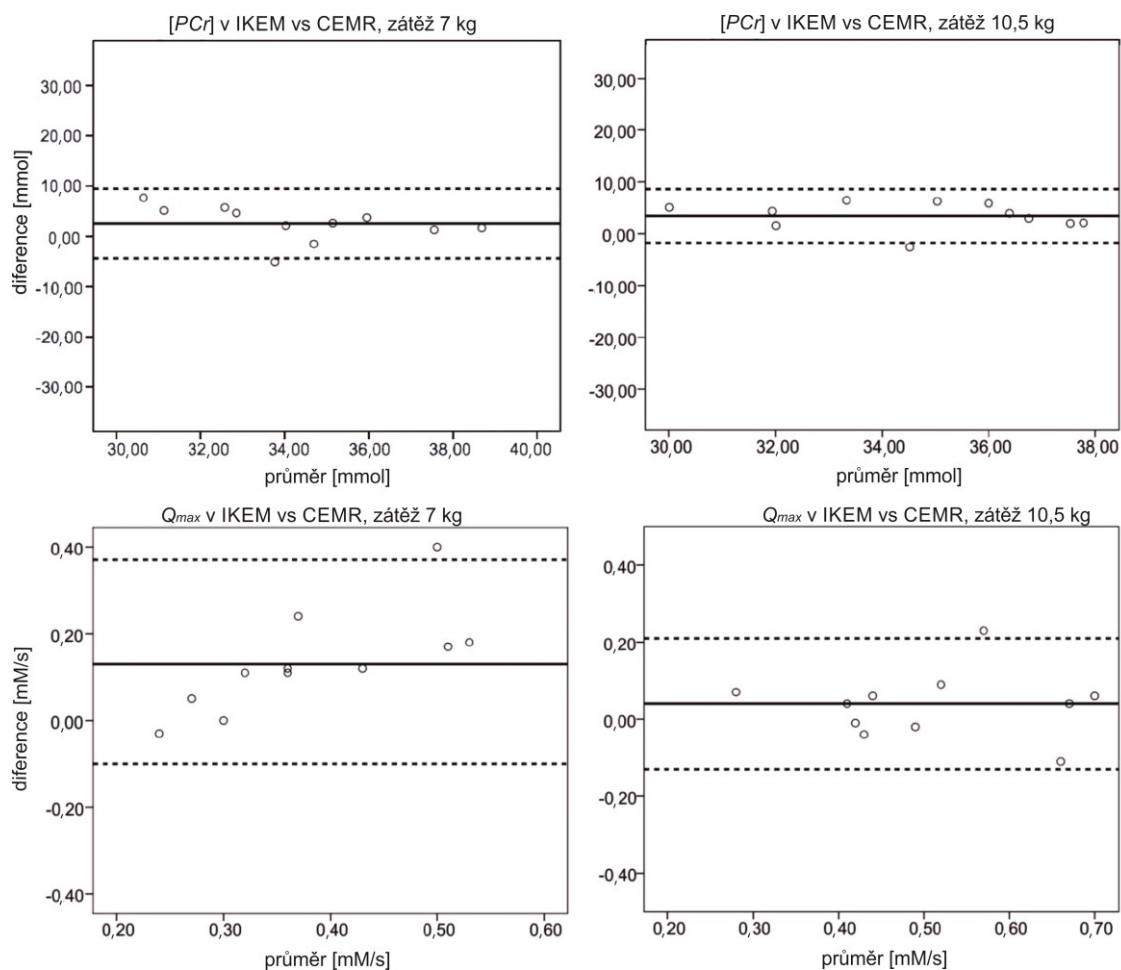 [PCr] v IKEM vs CEMR, zátěž 7 kg
30,00
20,00
10,00
0,00
-10,00
-20,00
-30,00
diference [mmol]
30,00 32,00 34,00 36,00 38,00 40,00
průměr [mmol]
[PCr] v IKEM vs CEMR, zátěž 10,5 kg
30,00
20,00
10,00
0,00
-10,00
-20,00
-30,00
30,00 32,00 34,00 36,00 38,00
průměr [mmol]
Qmax v IKEM vs CEMR, zátěž 7 kg
0,40
0,20
0,00
-0,20
-0,40
diference [mM/s]
0,20 0,30 0,40 0,50 0,60
průměr [mM/s]
Qmax v IKEM vs CEMR, zátěž 10,5 kg
0,40
0,20
0,00
-0,20
-0,40
0,20 0,30 0,40 0,50 0,60 0,70
průměr [mM/s]